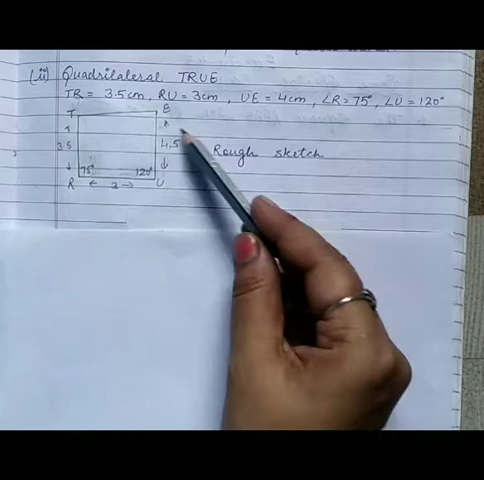 (ii) Quadrilateral TRUE
TR = 3.5cm, RU = 3cm, UE = 4cm, ∠R = 75°, ∠U = 120°
T E
3.5 4.5 Rough sketch
75° 120°
R ← 3 → U